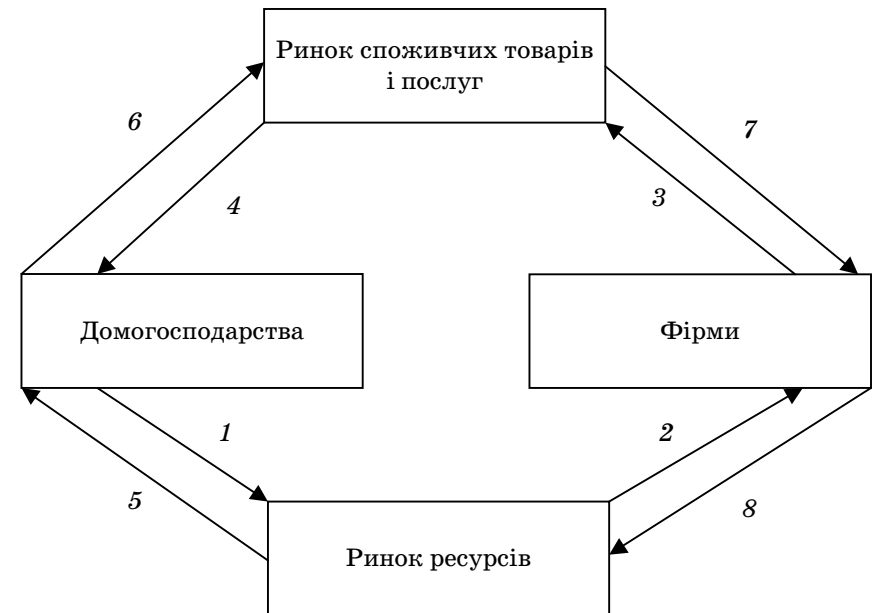 Ринок споживчих товарів
і послуг
6
7
4
3
Домогосподарства
Фірми
1
2
5
8
Ринок ресурсів